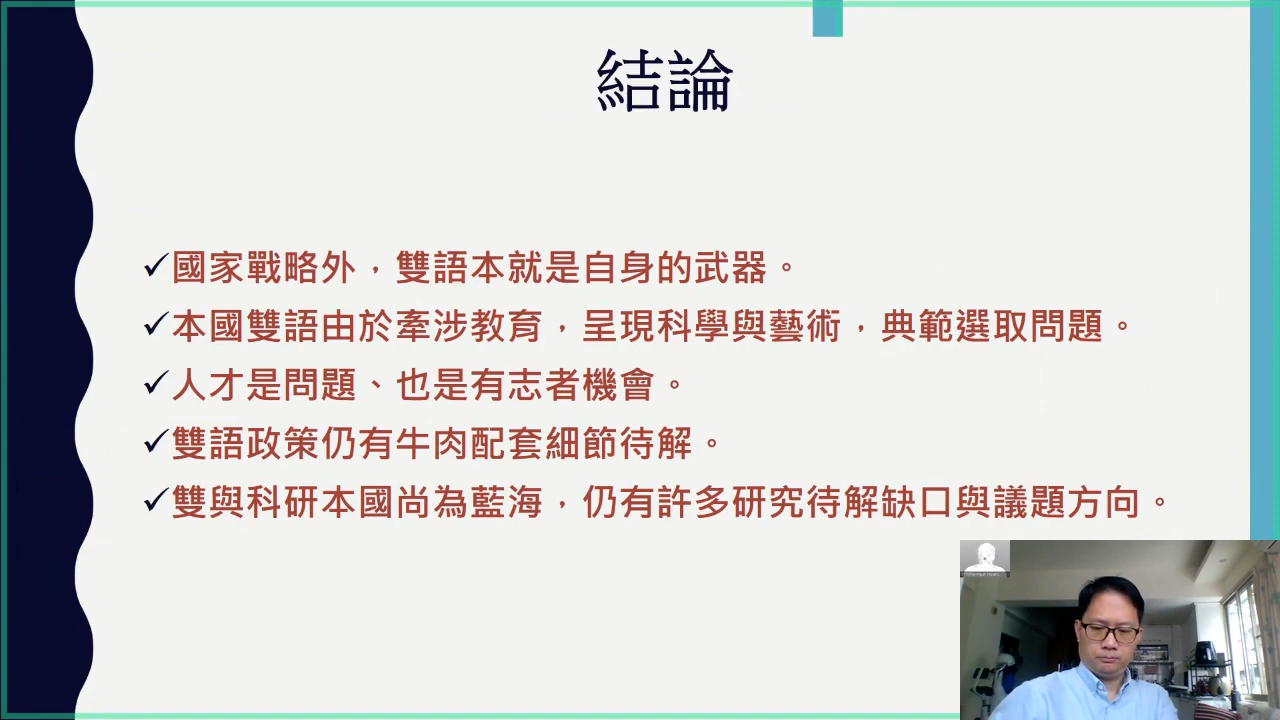 結論
✓國家戰略外，雙語本就是自身的武器。
✓本國雙語由於牽涉教育，呈現科學與藝術，典範選取問題。
✓人才是問題、也是有志者機會。
✓雙語政策仍有牛肉配套細節待解。
✓雙與科研本國尚為藍海，仍有許多研究待解缺口與議題方向。